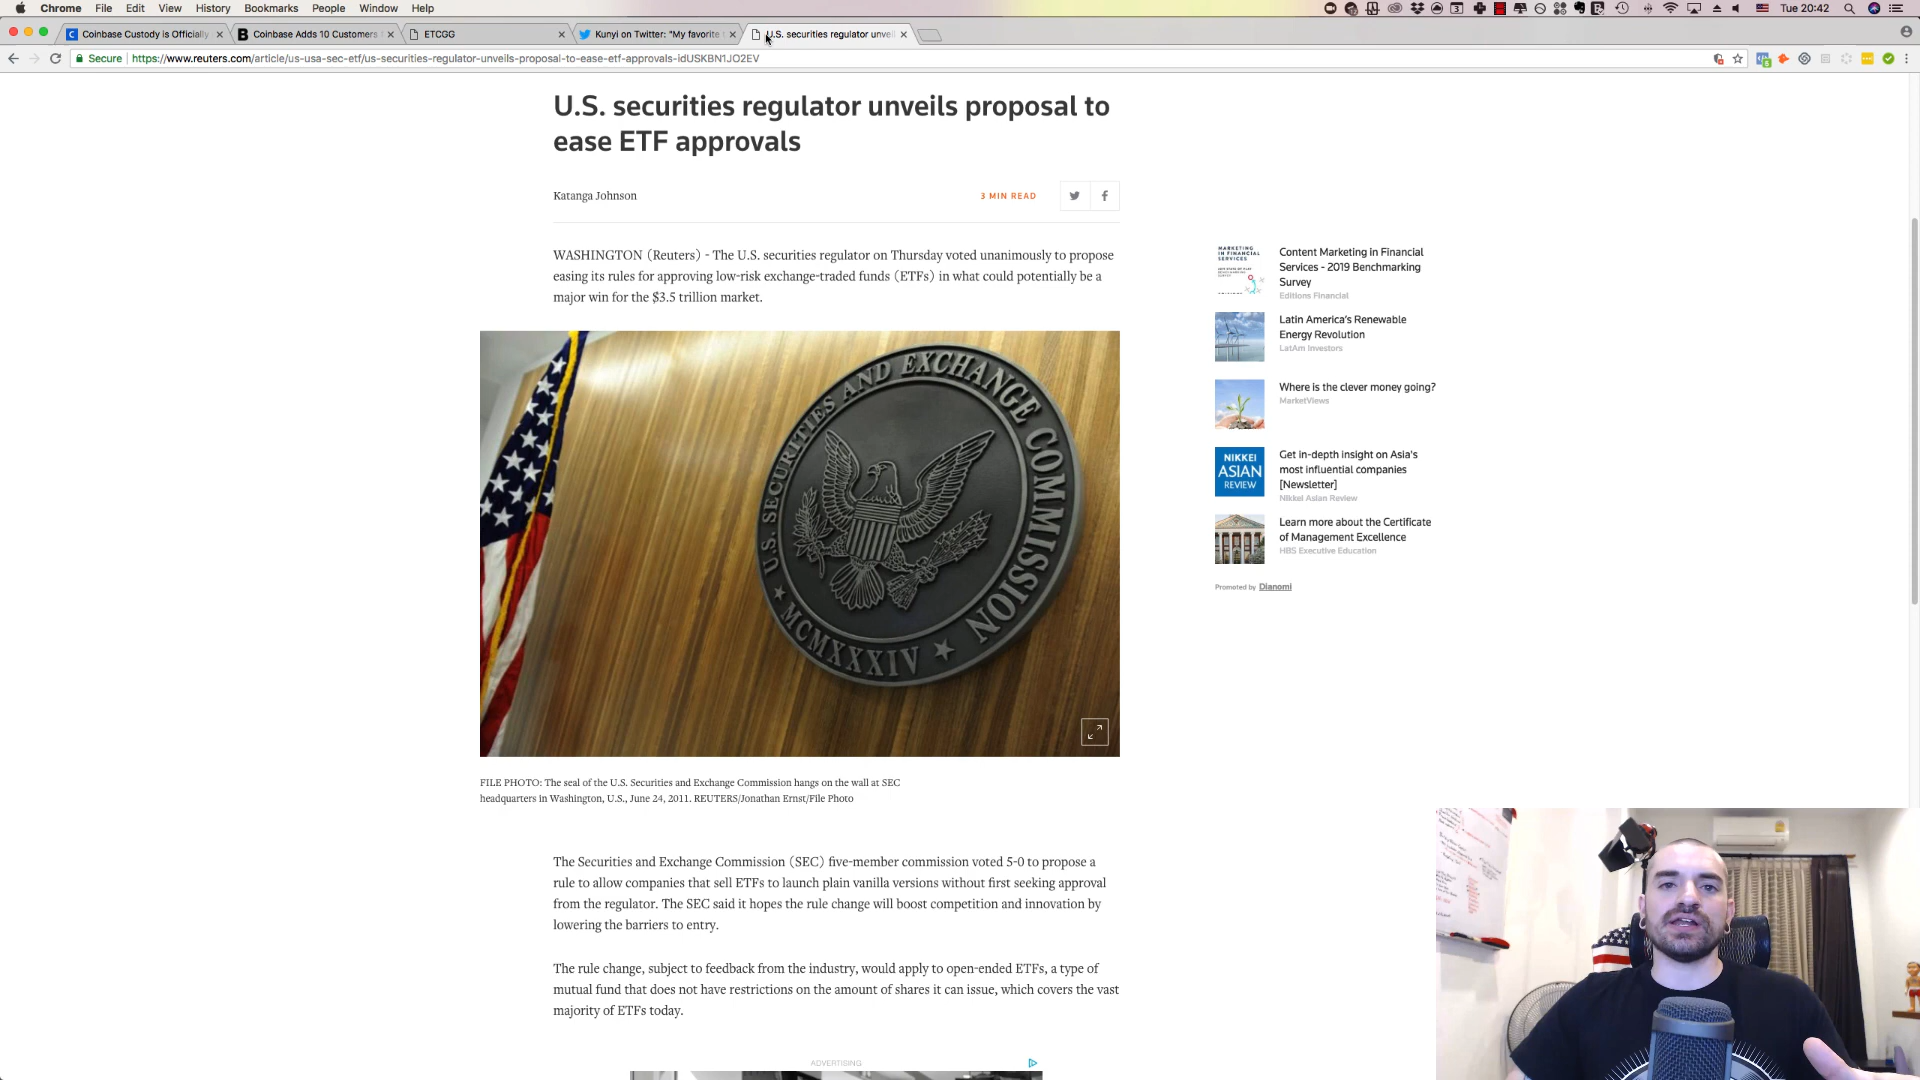 Chrome File Edit View History Bookmarks People Window Help
Tue 20:42
Coinbase Custody is Officially
Coinbase Adds 10 Customers
ETCGG
Kunyi on Twitter: "My favorite
U.S. securities regulator unvei
Secure https://www.reuters.com/article/us-usa-sec-etf/us-securities-regulator-unveils-proposal-to-ease-etf-approvals-idUSKBN1JO2EV
U.S. securities regulator unveils proposal to
ease ETF approvals
Katanga Johnson
3 MIN READ
WASHINGTON (Reuters) - The U.S. securities regulator on Thursday voted unanimously to propose
easing its rules for approving low-risk exchange-traded funds (ETFs) in what could potentially be a
major win for the $3.5 trillion market.
U.S. SECURITIES AND EXCHANGE COMMISSION
★ MCMXXXIV ★
FILE PHOTO: The seal of the U.S. Securities and Exchange Commission hangs on the wall at SEC
headquarters in Washington, U.S., June 24, 2011. REUTERS/Jonathan Ernst/File Photo
The Securities and Exchange Commission (SEC) five-member commission voted 5-0 to propose a
rule to allow companies that sell ETFs to launch plain vanilla versions without first seeking approval
from the regulator. The SEC said it hopes the rule change will boost competition and innovation by
lowering the barriers to entry.
The rule change, subject to feedback from the industry, would apply to open-ended ETFs, a type of
mutual fund that does not have restrictions on the amount of shares it can issue, which covers the vast
majority of ETFs today.
ADVERTISING
MARKETING
IN FINANCIAL
SERVICES
Content Marketing in Financial
Services - 2019 Benchmarking
Survey
Editions Financial
Latin America's Renewable
Energy Revolution
LatAm Investors
Where is the clever money going?
MarketViews
NIKKEI
ASIAN
REVIEW
Get in-depth insight on Asia's
most influential companies
[Newsletter]
Nikkei Asian Review
Learn more about the Certificate
of Management Excellence
HBS Executive Education
Promoted by Dianomi